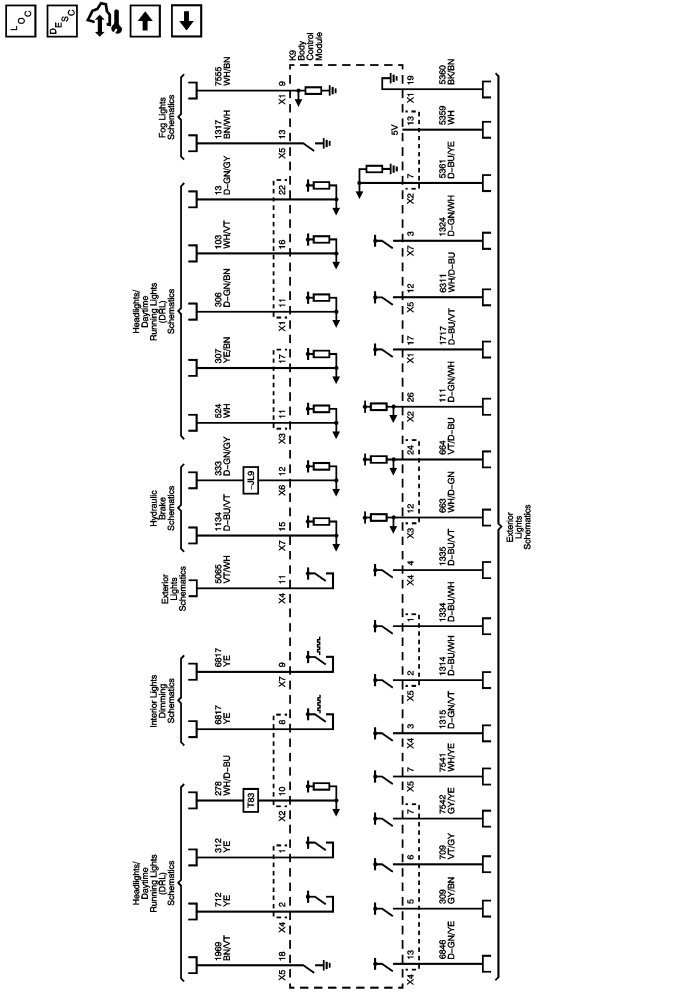 LOC
DESC
K9
Body
Control
Module
Fog Lights
Schematics
7555
WH/BN
9
X1
1317
BN/WH
13
X5
Headlights/
Daytime
Running Lights
(DRL)
Schematics
13
D-GN/GY
22
103
WH/VT
16
306
D-GN/BN
11
X1
307
YE/BN
17
524
WH
11
X3
Hydraulic
Brake
Schematics
333
D-GN/GY
-JL9
12
X6
1134
D-BU/VT
15
X7
Exterior
Lights
Schematics
5065
VT/WH
11
X4
Interior Lights
Dimming
Schematics
6817
YE
9
X7
6817
YE
8
Headlights/
Daytime
Running Lights
(DRL)
Schematics
278
WH/D-BU
T83
10
X2
312
YE
1
712
YE
2
X4
1969
BN/VT
18
X5
19
X1
5360
BK/BN
5V
13
5359
WH
7
X2
5361
D-BU/YE
3
X7
1324
D-GN/WH
12
X5
6311
WH/D-BU
17
X1
1717
D-BU/VT
26
X2
111
D-GN/WH
24
664
VT/D-BU
12
X3
663
WH/D-GN
4
X4
1335
D-BU/VT
1
1334
D-BU/WH
2
X5
1314
D-BU/WH
3
X4
1315
D-GN/VT
7
X5
7541
WH/YE
7
7542
GY/YE
6
709
VT/GY
5
309
GY/BN
13
X4
6846
D-GN/YE
Exterior
Lights
Schematics